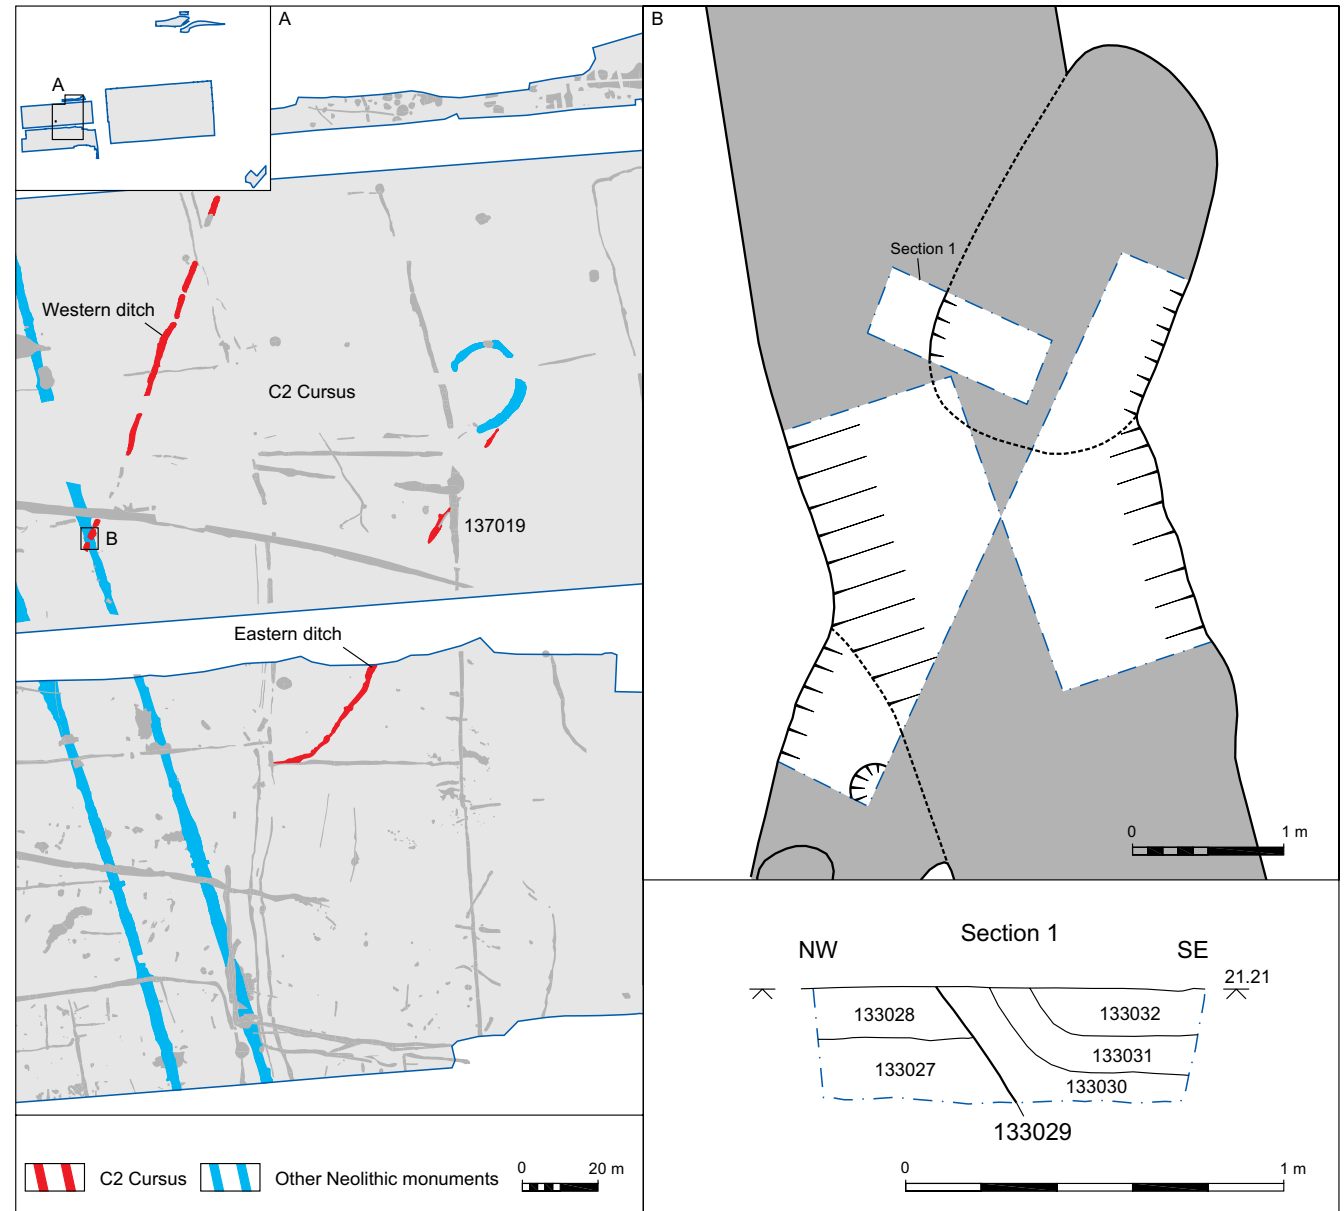 A
A
Western ditch
C2 Cursus
137019
B
Eastern ditch
C2 Cursus
Other Neolithic monuments
0 20 m
B
Section 1
0 1 m
Section 1
NW SE
21.21
133028 133032
133031
133027
133030
133029
0 1 m